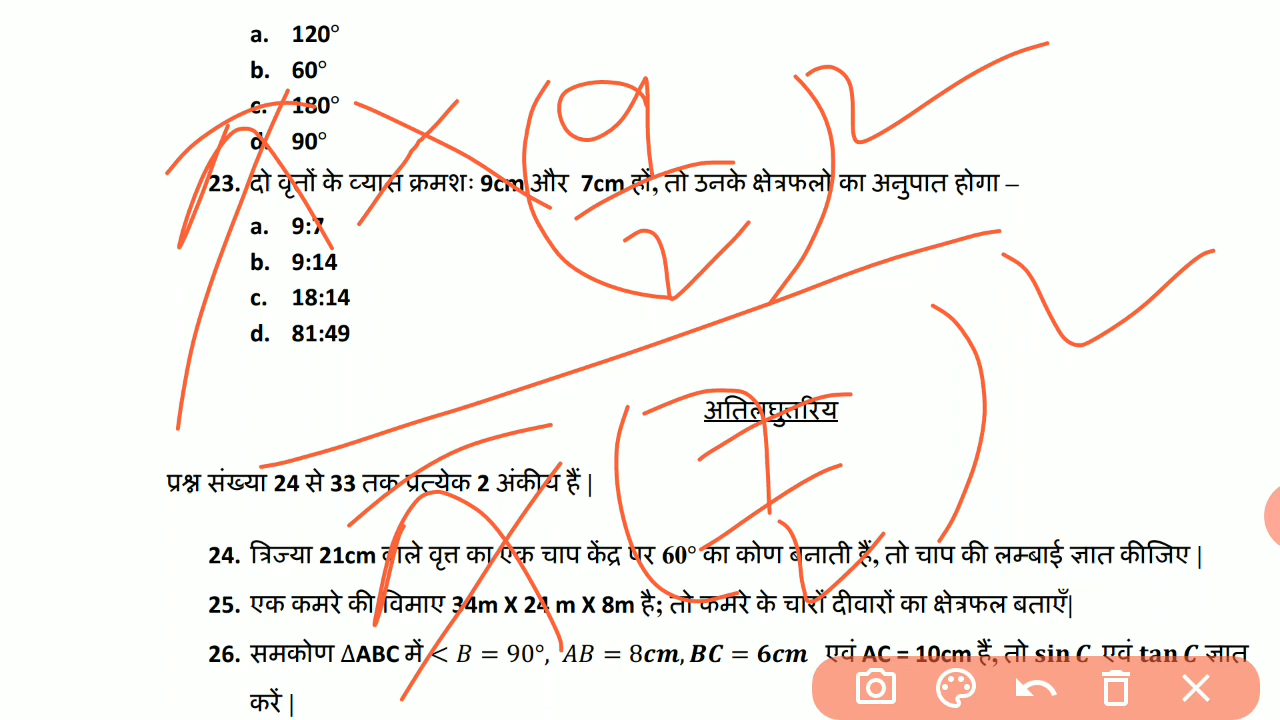 a. 120°
b. 60°
c. 180°
d. 90°
23. दो वृतों के व्यास क्रमशः 9cm और 7cm हों, तो उनके क्षेत्रफलो का अनुपात होगा –
a. 9:7
b. 9:14
c. 18:14
d. 81:49
अतिलघुतरिय
प्रश्न संख्या 24 से 33 तक प्रत्येक 2 अंकीय हैं |
24. त्रिज्या 21cm वाले वृत्त का एक चाप केंद्र पर 60° का कोण बनाती हैं, तो चाप की लम्बाई ज्ञात कीजिए |
25. एक कमरे की विमाए 34m X 24 m X 8m है; तो कमरे के चारों दीवारों का क्षेत्रफल बताएँ|
26. समकोण ∆ABC में < B = 90°, AB = 8cm, BC = 6cm एवं AC = 10cm हैं, तो sin C एवं tan C ज्ञात
करें |